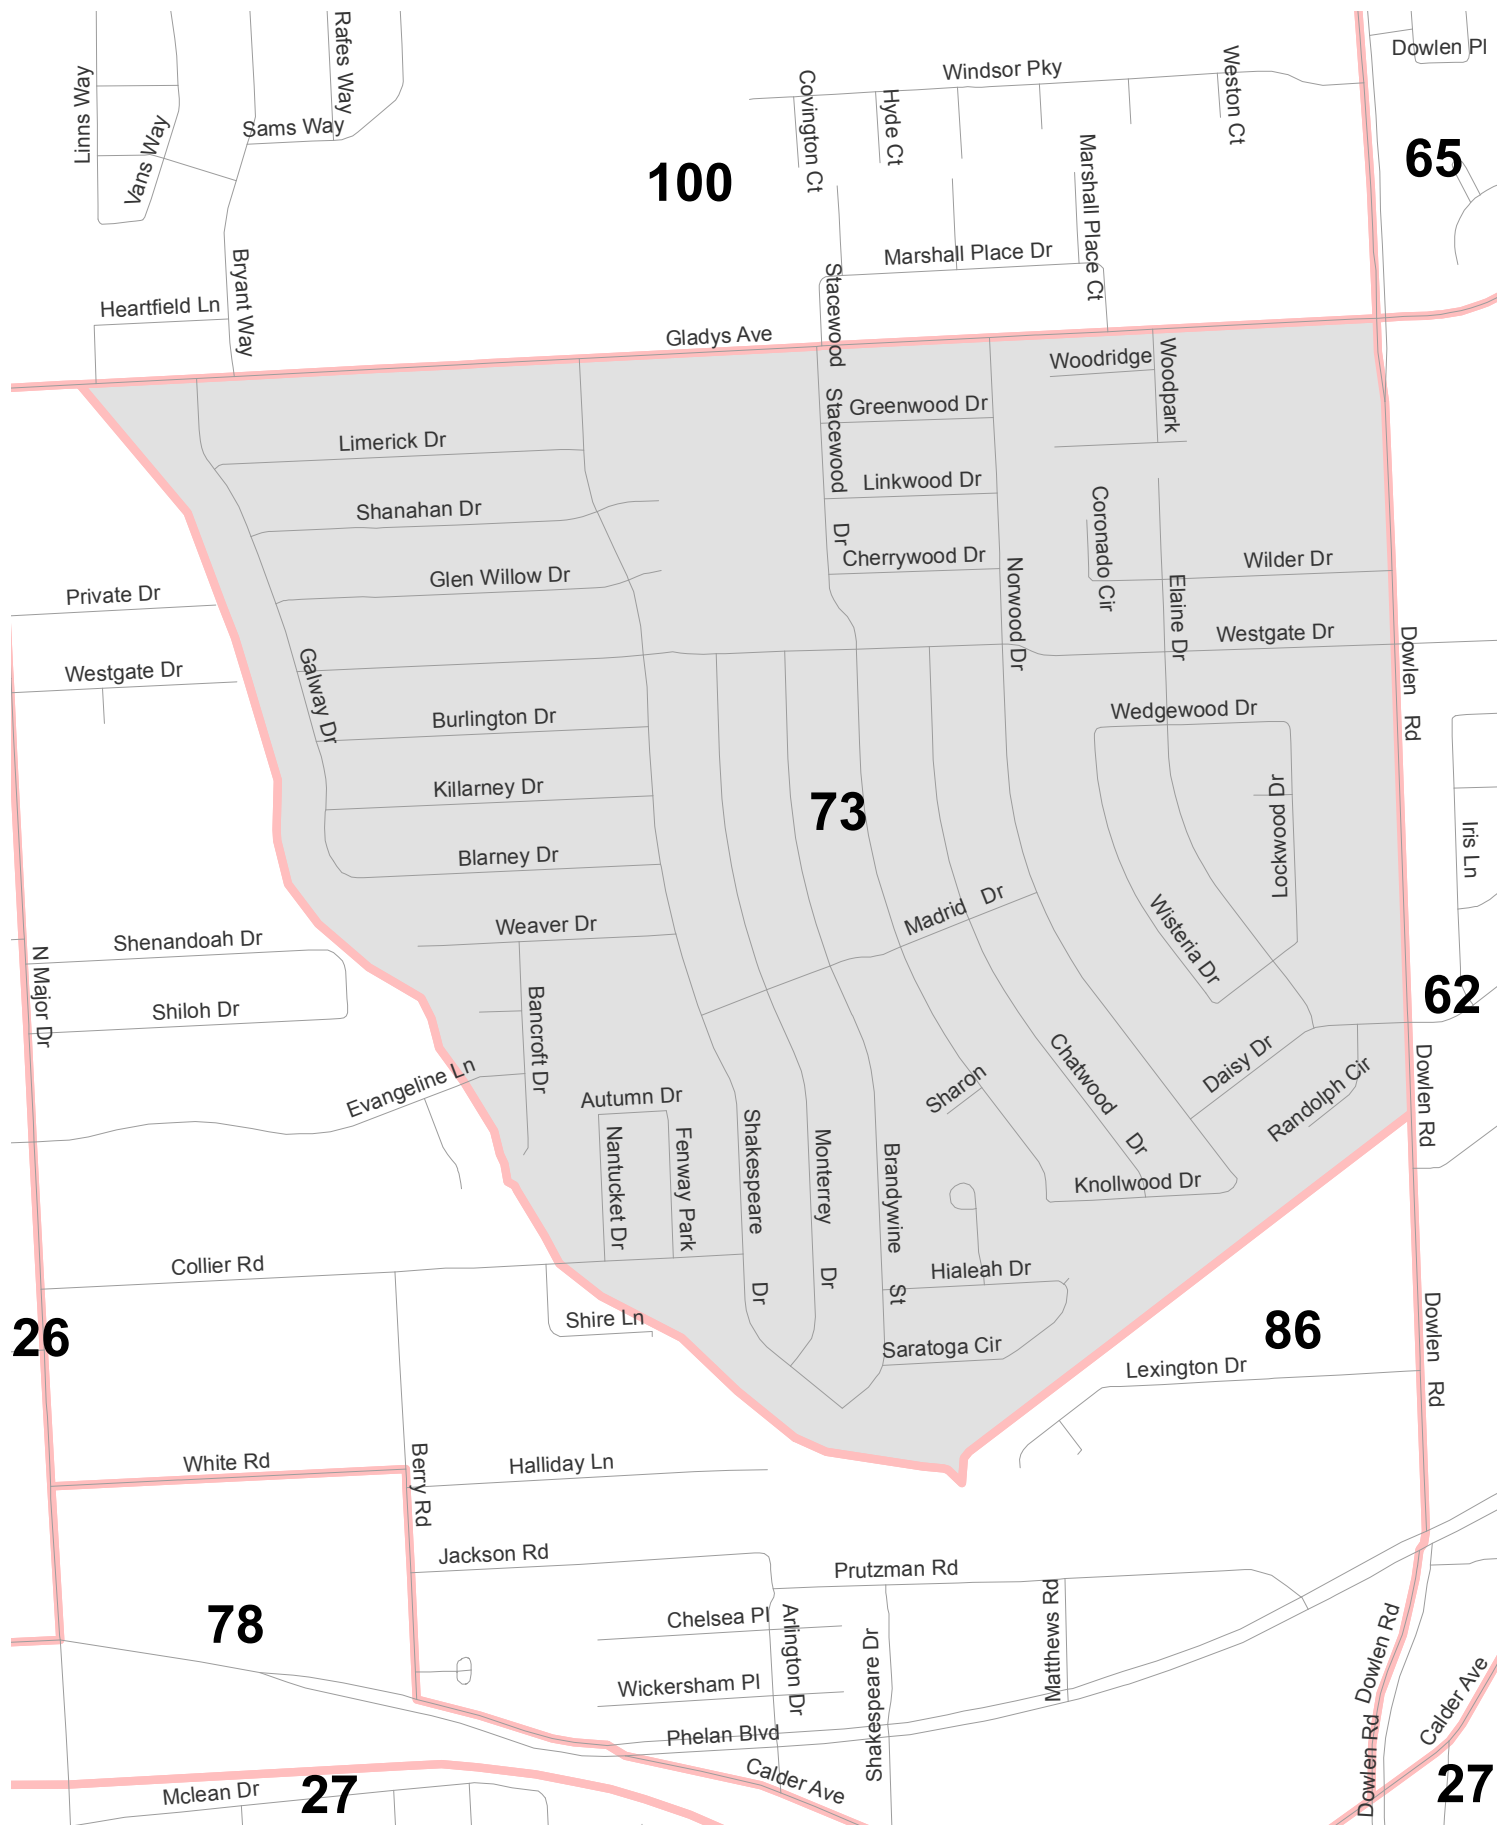 Rafes Way
Dowlen Pl
Linns Way
Vans Way
Sams Way
Windsor Pky
Covington Ct
Hyde Ct
Weston Ct
100
65
Marshall Place Ct
Marshall Place Dr
Bryant Way
Heartfield Ln
Stacewood
Gladys Ave
Woodridge
Woodpark
Stacewood
Dr
Greenwood Dr
Limerick Dr
Linkwood Dr
Shanahan Dr
Coronado Cir
Cherrywood Dr
Norwood Dr
Wilder Dr
Glen Willow Dr
Elaine Dr
Private Dr
Westgate Dr
Westgate Dr
Dowlen
Rd
Galway Dr
Burlington Dr
Wedgewood Dr
Killarney Dr
73
Lockwood Dr
Iris Ln
Blarney Dr
Madrid Dr
Wisteria Dr
Weaver Dr
Shenandoah Dr
N Major Dr
Shiloh Dr
62
Bancroft Dr
Evangeline Ln
Chatwood
Dr
Daisy Dr
Randolph Cir
Dowlen Rd
Sharon
Autumn Dr
Nantucket Dr
Fenway Park
Shakespeare
Dr
Monterrey
Dr
Brandywine
St
Knollwood Dr
Collier Rd
Hialeah Dr
Shire Ln
26
Saratoga Cir
86
Dowlen
Rd
Lexington Dr
White Rd
Berry Rd
Halliday Ln
Jackson Rd
Prutzman Rd
78
Chelsea Pl
Arlington Dr
Shakespeare Dr
Matthews Rd
Dowlen Rd
Wickersham Pl
Phelan Blvd
Calder Ave
Calder Ave
Dowlen Rd
Mclean Dr
27
27